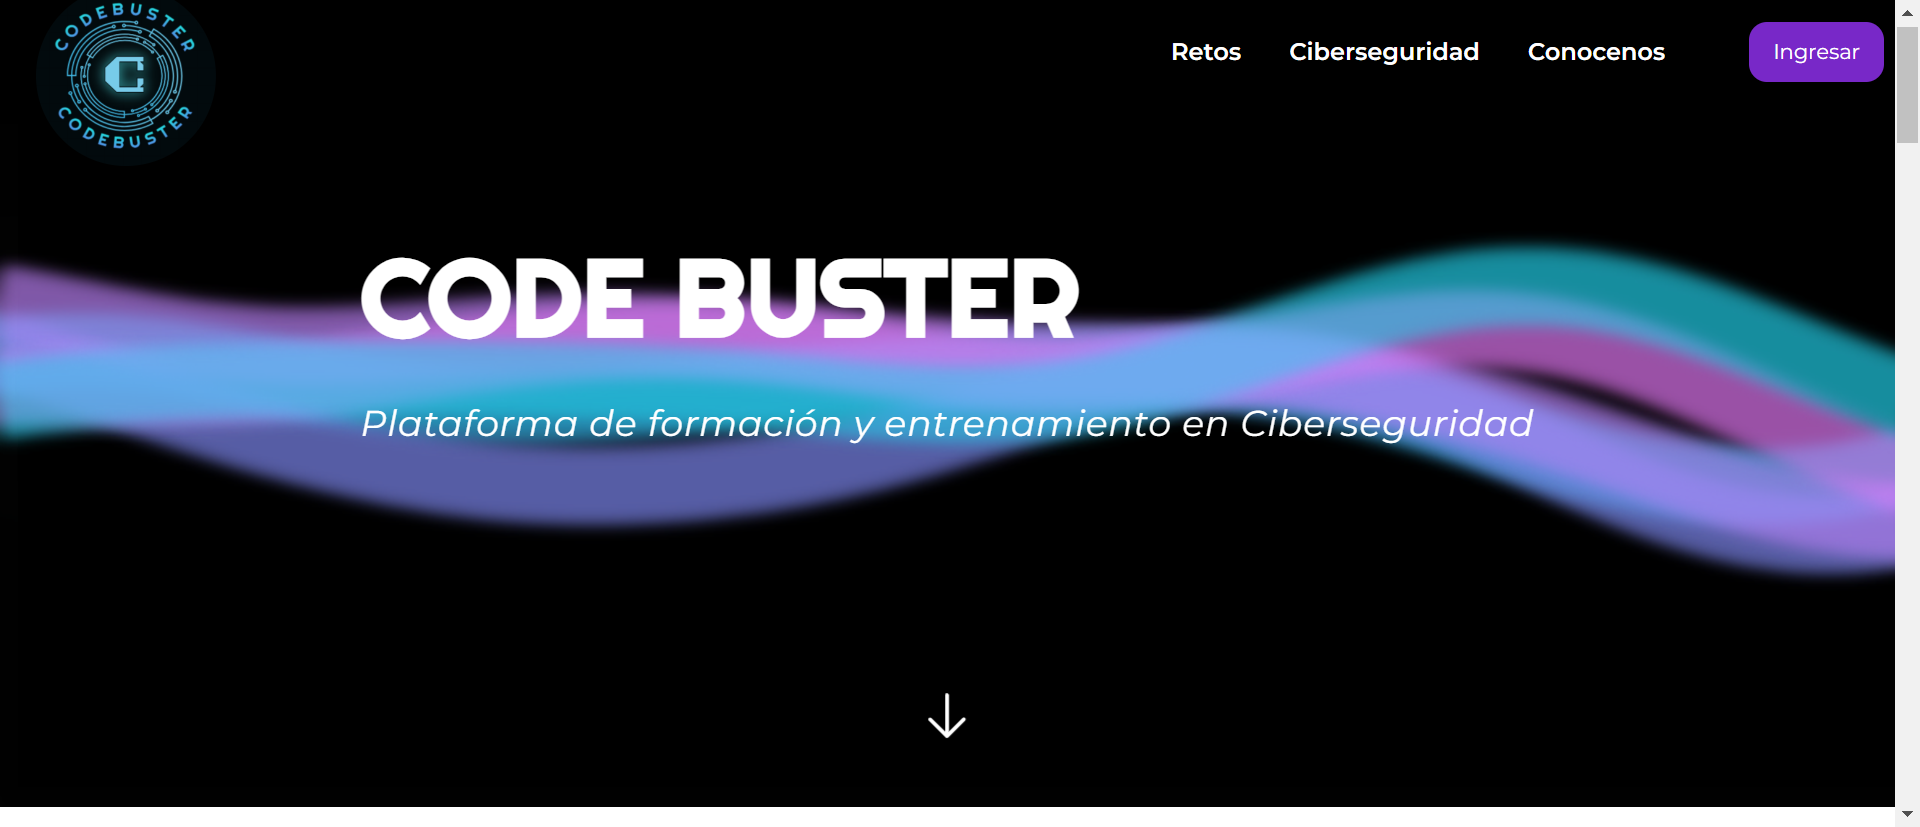 CODEBUSTER
C
CODEBUSTER
Retos
Ciberseguridad
Conocenos
Ingresar
CODE BUSTER
Plataforma de formación y entrenamiento en Ciberseguridad